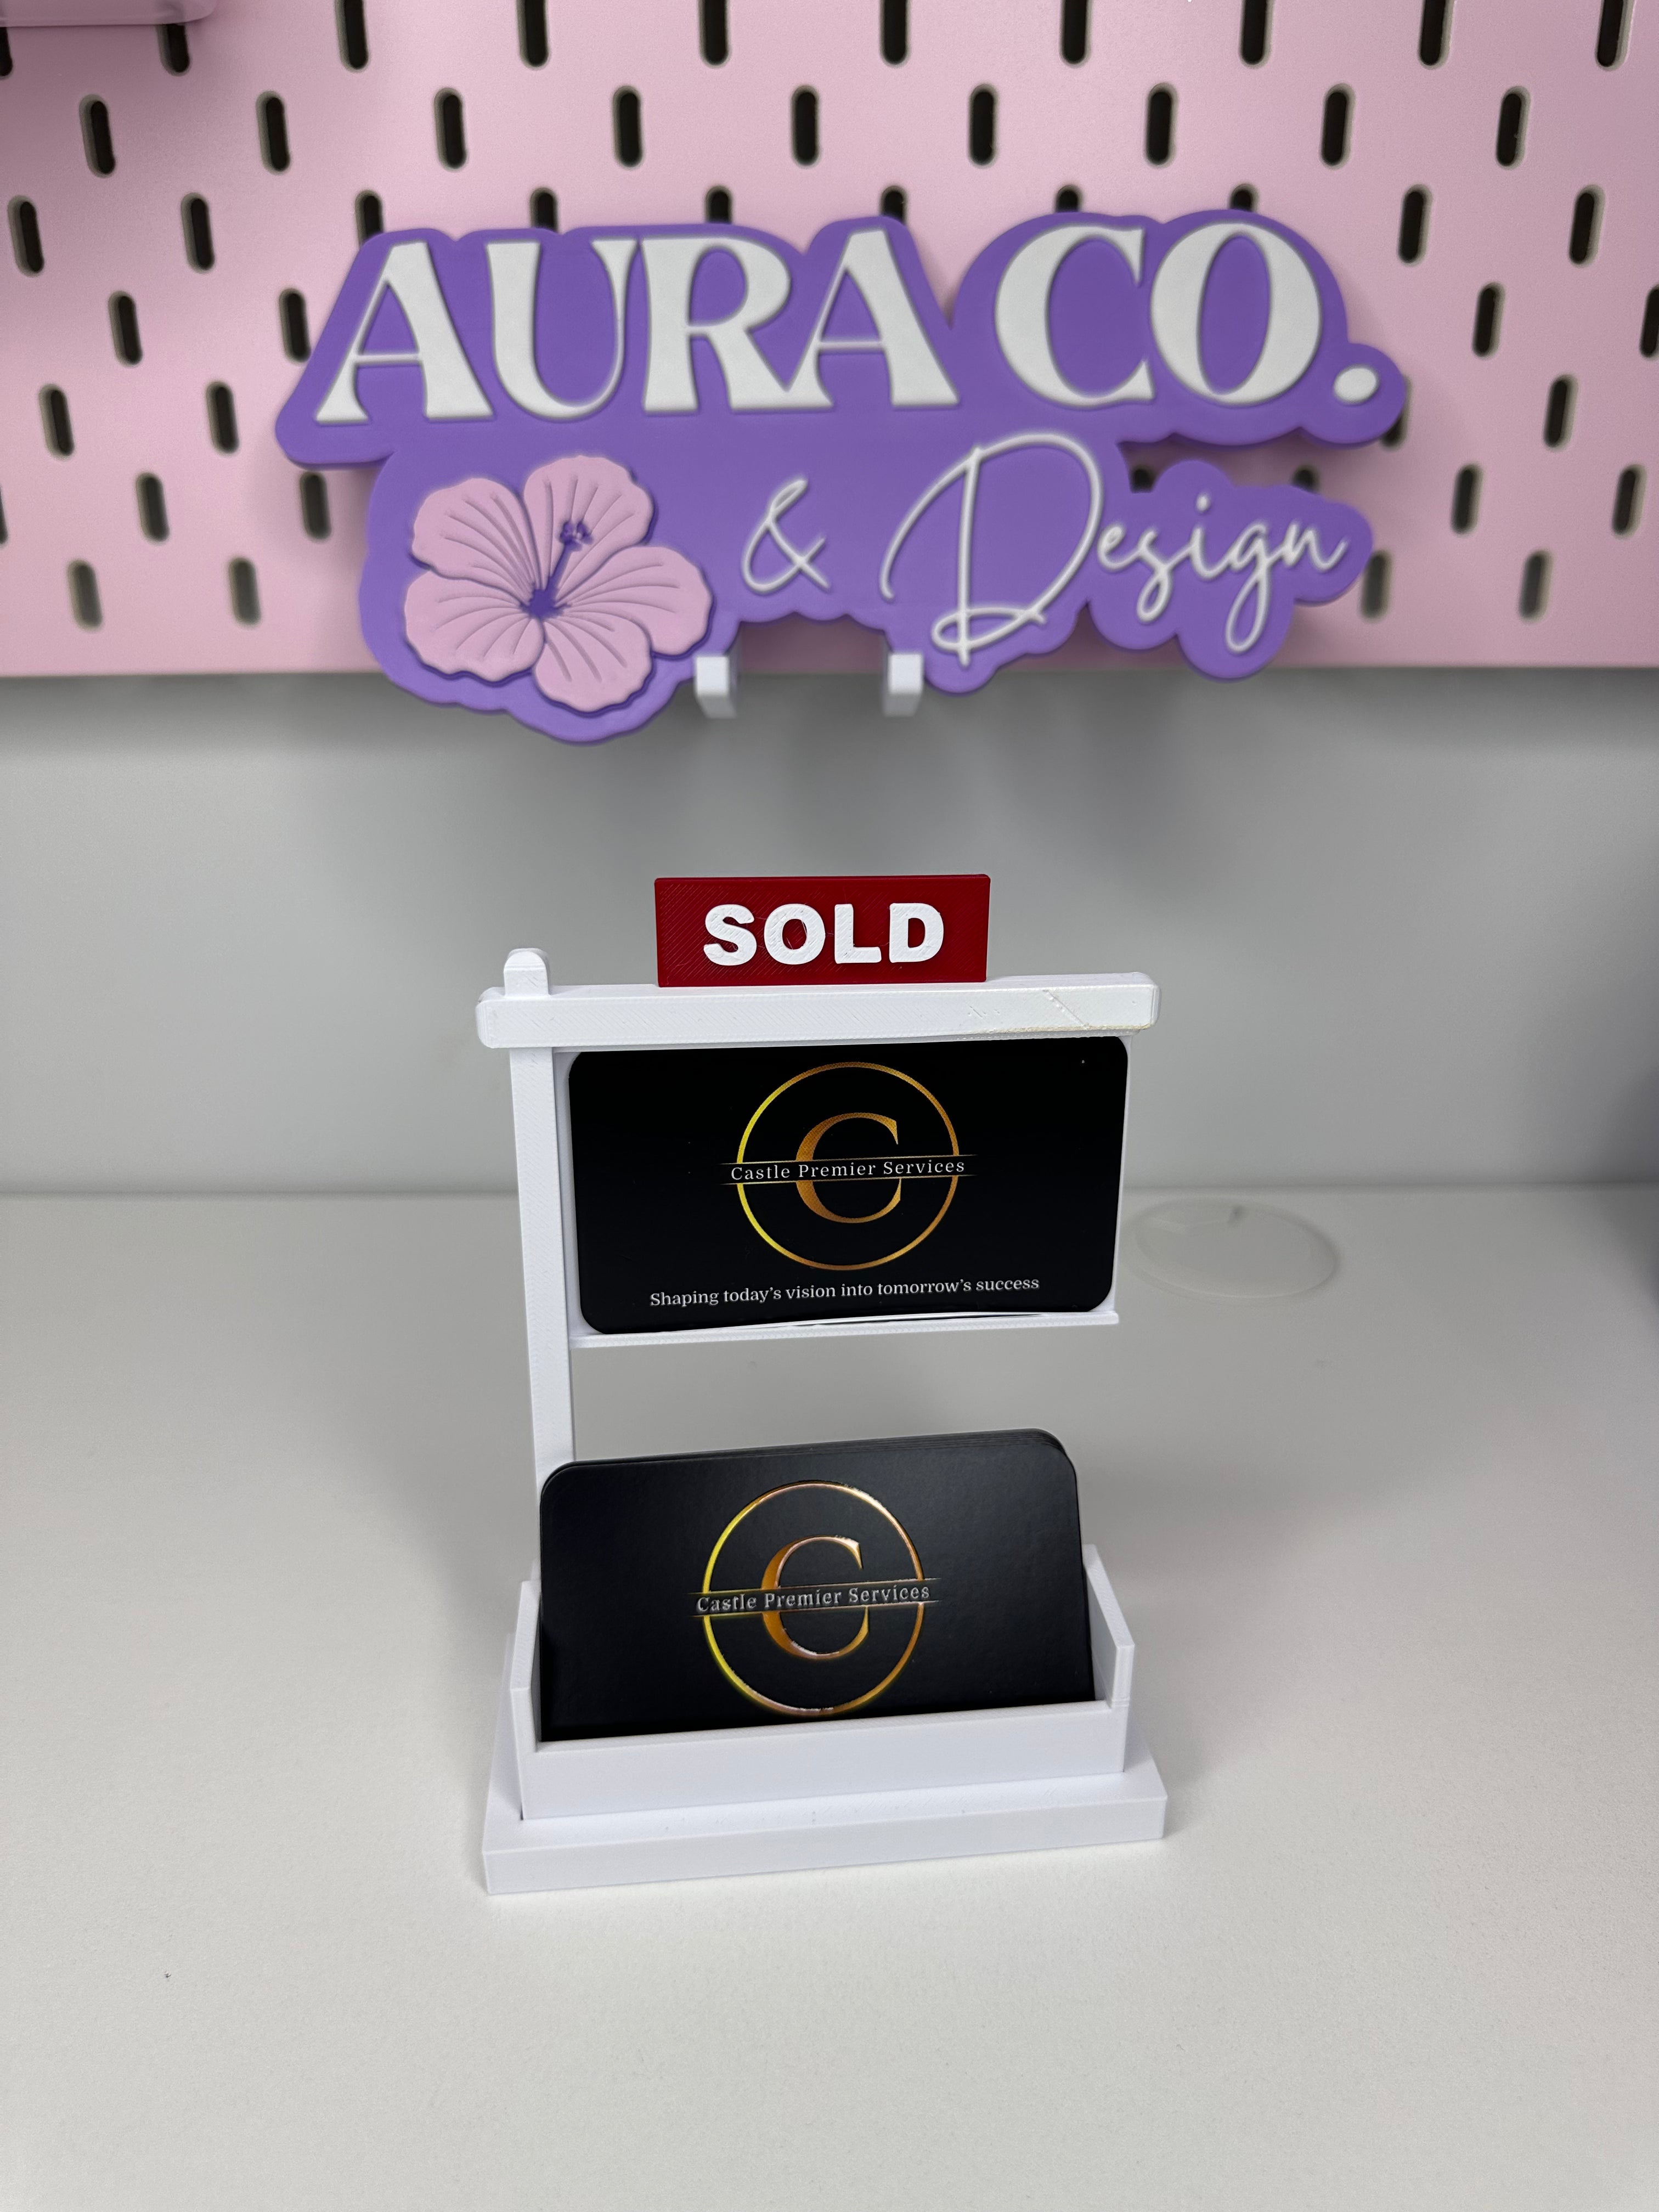 AURA CO.
& Design
SOLD
C
Castle Premier Services
Shaping today's vision into tomorrow's success
C
Castle Premier Services